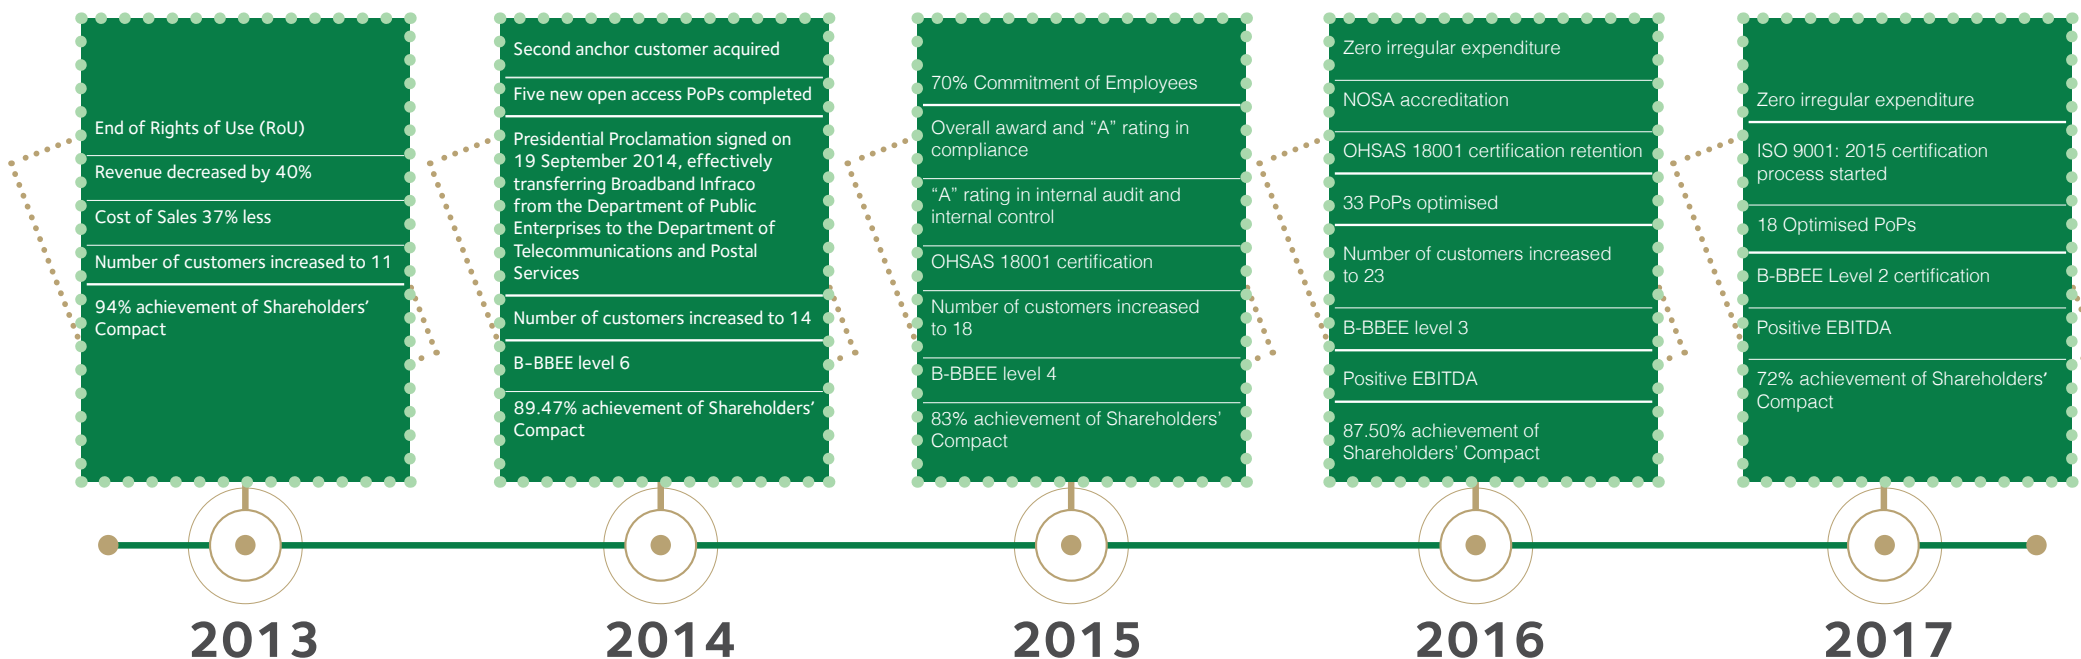 End of Rights of Use (RoU)
Revenue decreased by 40%
Cost of Sales 37% less
Number of customers increased to 11
94% achievement of Shareholders’
Compact
2013
Second anchor customer acquired
Five new open access PoPs completed
Presidential Proclamation signed on
19 September 2014, effectively
transferring Broadband Infraco
from the Department of Public
Enterprises to the Department of
Telecommunications and Postal
Services
Number of customers increased to 14
B-BBEE level 6
89.47% achievement of Shareholders’
Compact
2014
70% Commitment of Employees
Overall award and “A” rating in
compliance
“A” rating in internal audit and
internal control
OHSAS 18001 certification
Number of customers increased
to 18
B-BBEE level 4
83% achievement of Shareholders’
Compact
2015
Zero irregular expenditure
NOSA accreditation
OHSAS 18001 certification retention
33 PoPs optimised
Number of customers increased
to 23
B-BBEE level 3
Positive EBITDA
87.50% achievement of
Shareholders’ Compact
2016
Zero irregular expenditure
ISO 9001: 2015 certification
process started
18 Optimised PoPs
B-BBEE Level 2 certification
Positive EBITDA
72% achievement of Shareholders’
Compact
2017